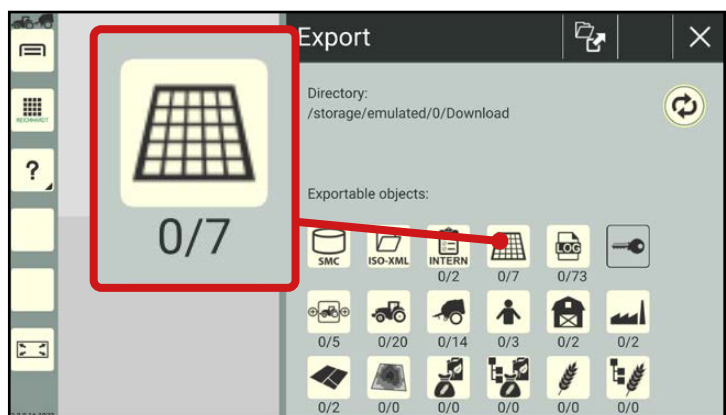 Export
Directory:
/storage/emulated/0/Download
REICHHARDT
?
0/7
Exportable objects:
SMC
ISO-XML
INTERN
LOG
0/2
0/7
0/73
0/5
0/20
0/14
0/3
0/2
0/2
0/2
0/0
0/0
0/0
0/0
0/0